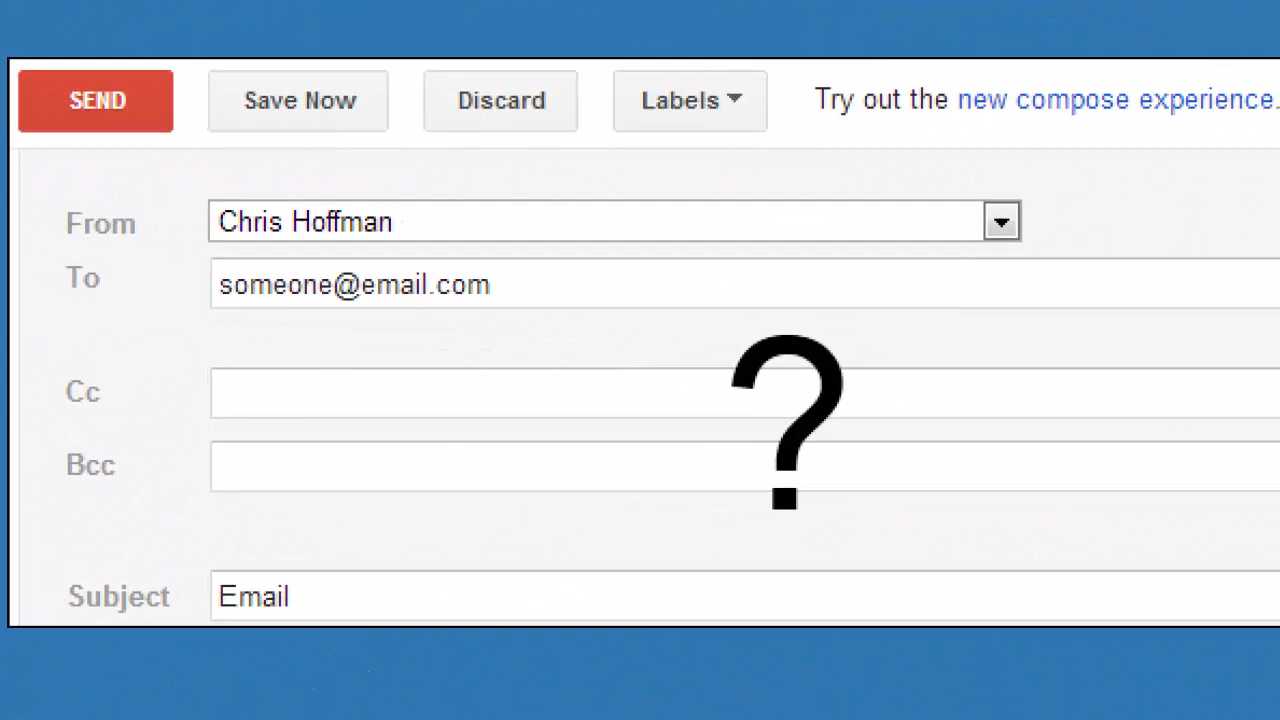 SEND Save Now Discard Labels Try out the new compose experience.
From Chris Hoffman
To someone@email.com
Cc
?
Bcc
Subject Email